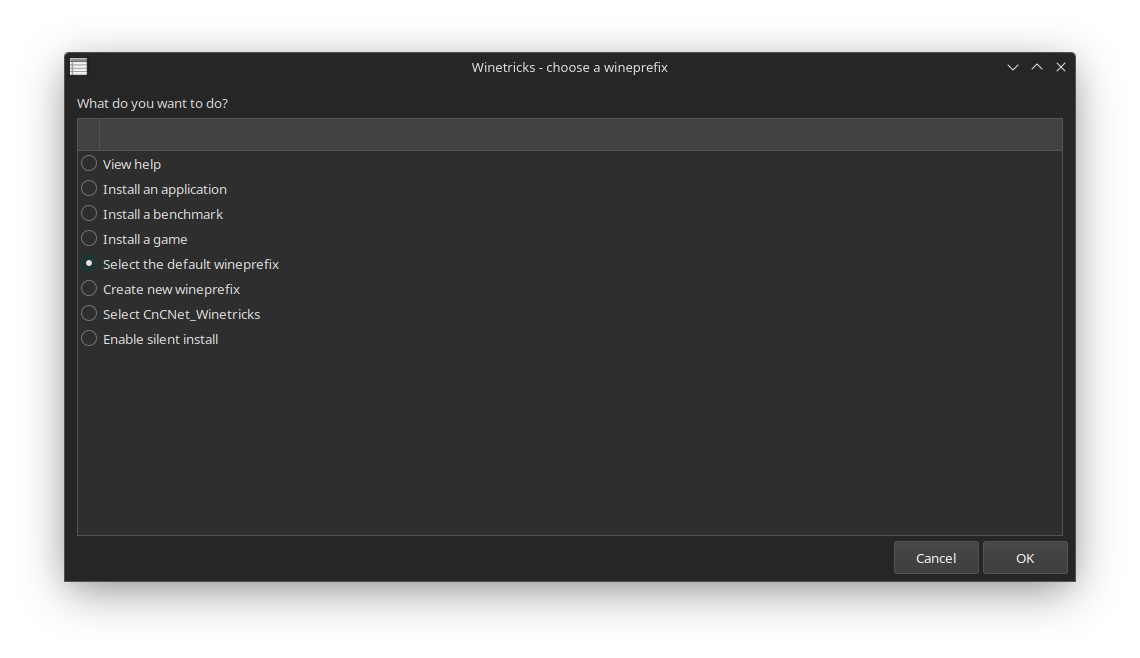 Winetricks - choose a wineprefix
What do you want to do?
View help
Install an application
Install a benchmark
Install a game
Select the default wineprefix
Create new wineprefix
Select CnCNet_Winetricks
Enable silent install
Cancel OK